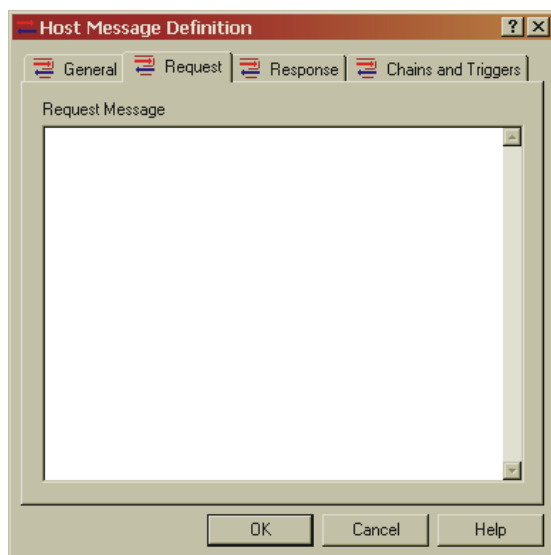 Host Message Definition
General Request Response Chains and Triggers
Request Message
OK Cancel Help